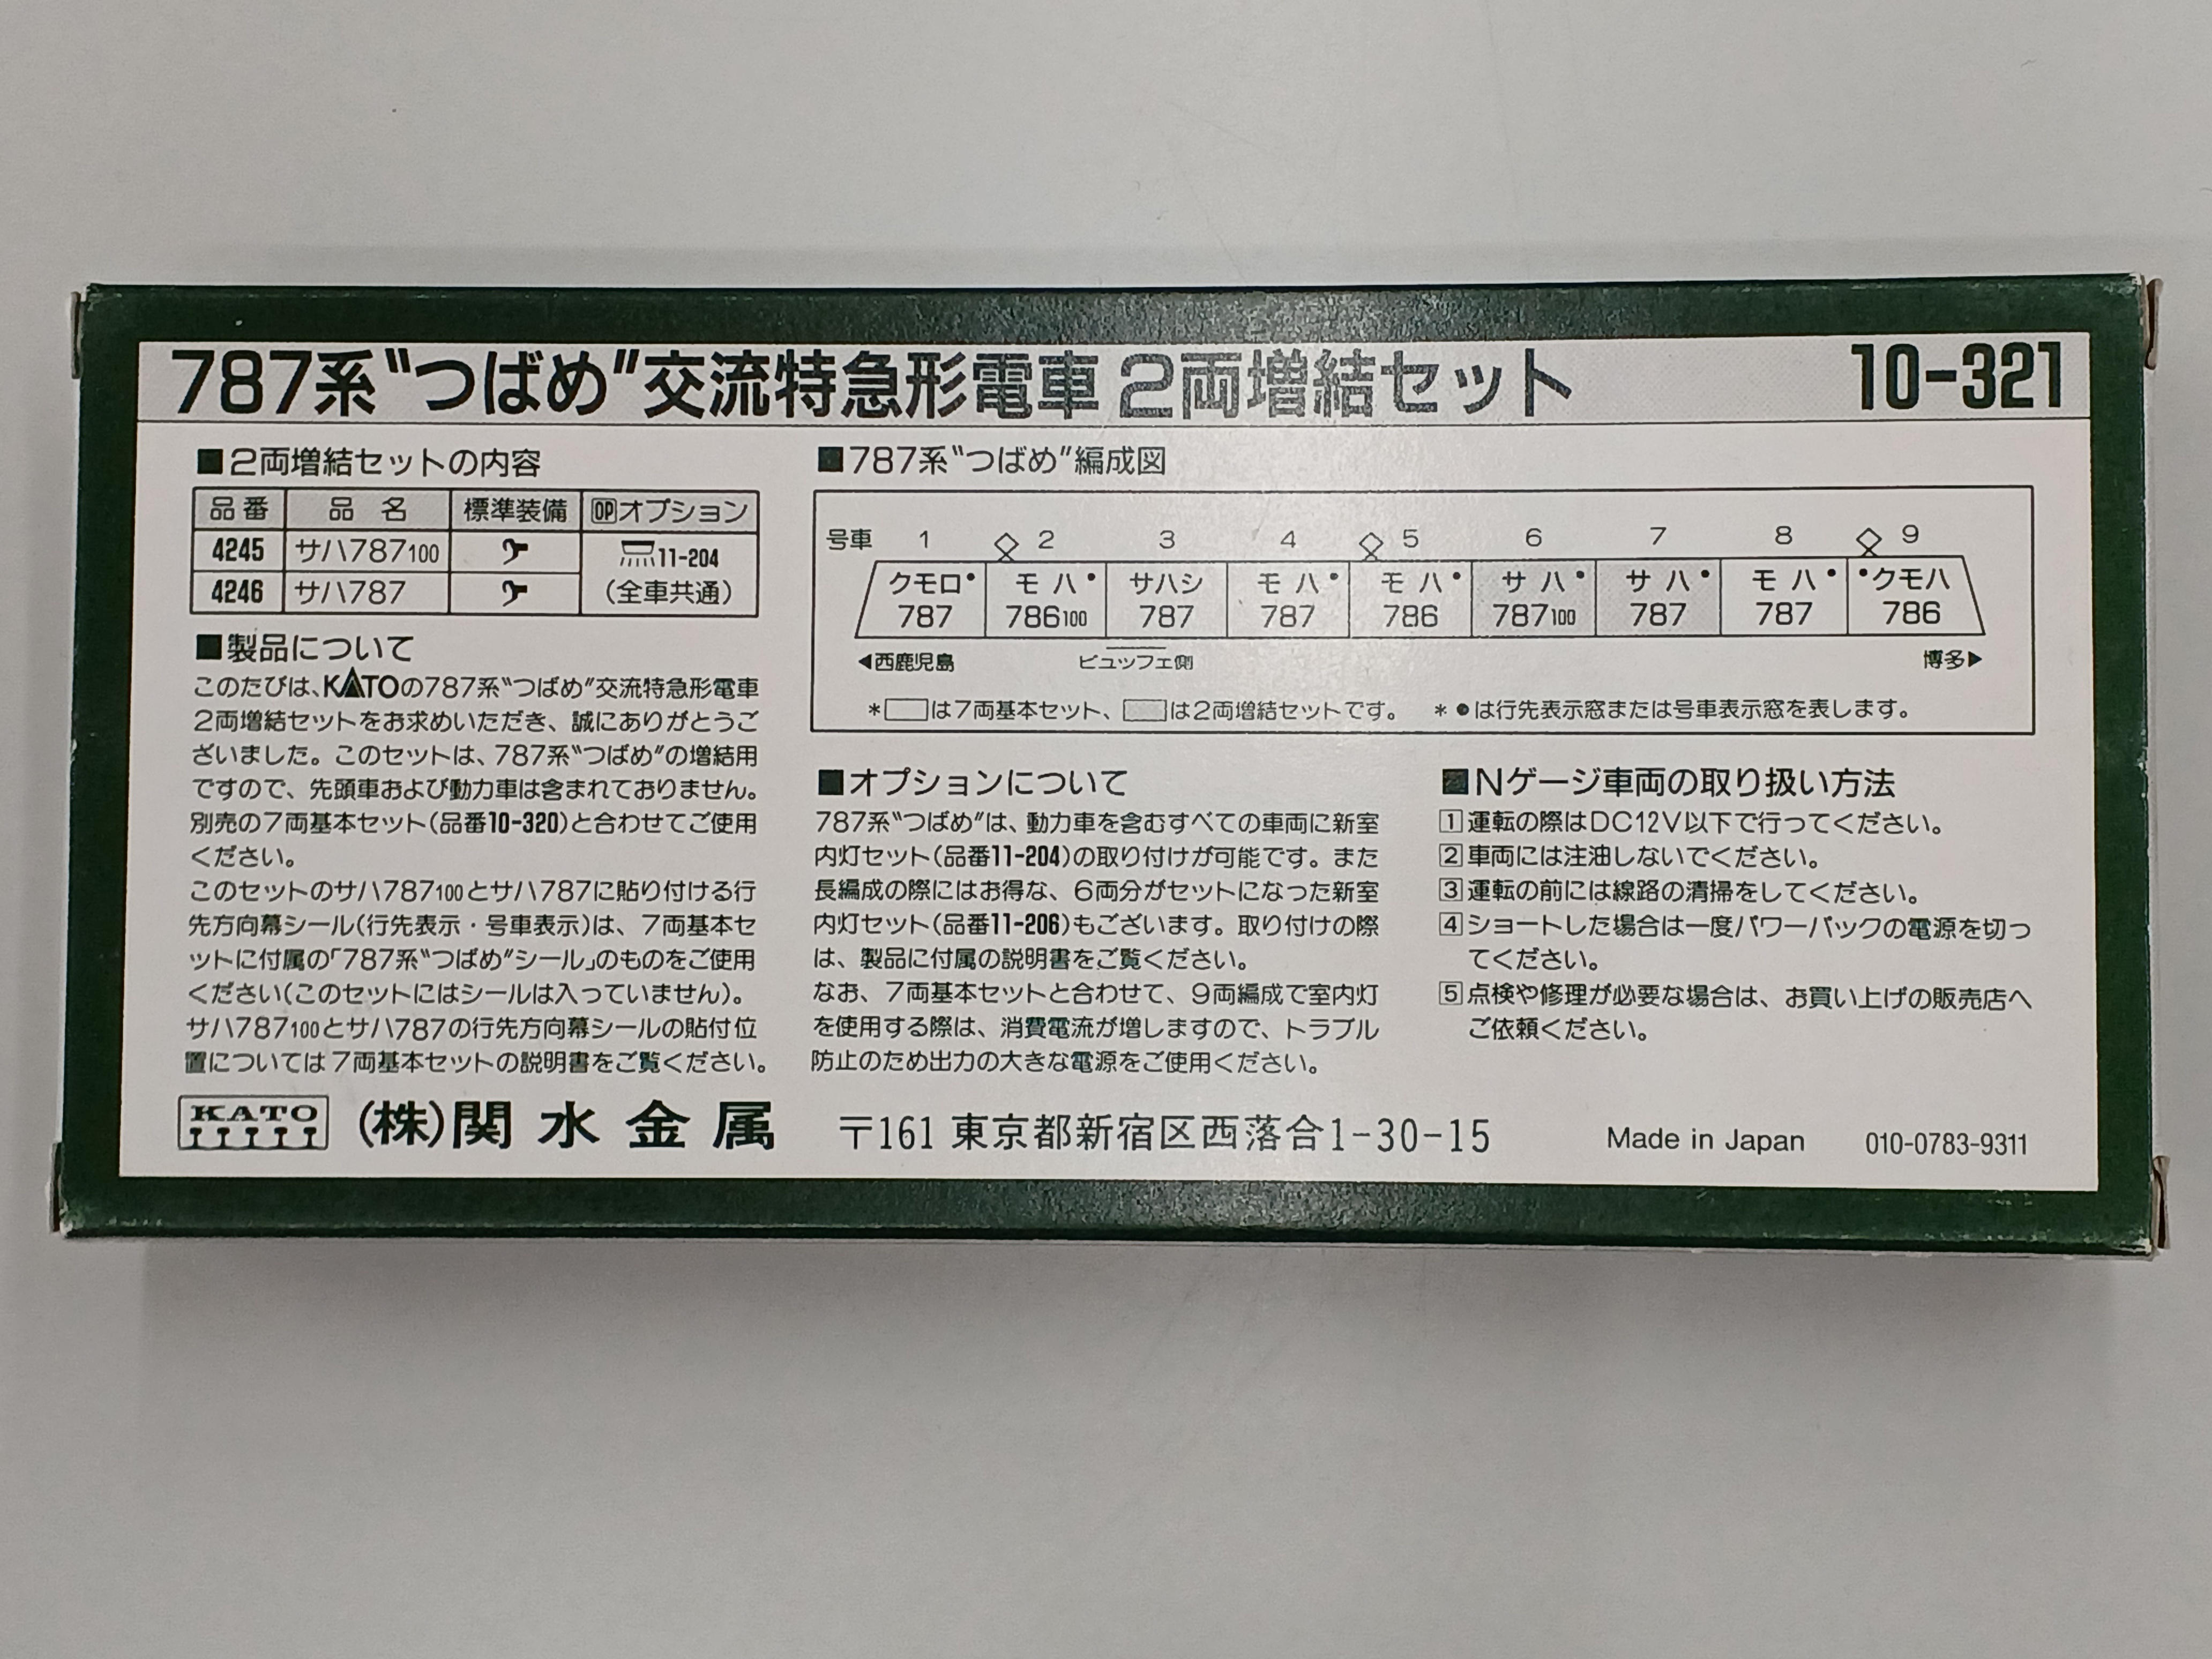 787系“つばめ”交流特急形電車 2両増結セット 10-321
■2両増結セットの内容
品番 品名 標準装備 OPオプション
4245 サハ787100 11-204
4246 サハ787 (全車共通)
■製品について
このたびは、KATOの787系“つばめ”交流特急形電車
2両増結セットをお求めいただき、誠にありがとうご
ざいました。このセットは、787系“つばめ”の増結用
ですので、先頭車および動力車は含まれておりません。
別売の7両基本セット(品番10-320)と合わせてご使用
ください。
このセットのサハ787100とサハ787に貼り付ける行
先方向幕シール(行先表示・号車表示)は、7両基本セ
ットに付属の「787系“つばめ”シール」のものをご使用
ください(このセットにはシールは入っていません)。
サハ787100とサハ787の行先方向幕シールの貼付位
置については7両基本セットの説明書をご覧ください。
■787系“つばめ”編成図
号車 1 2 3 4 5 6 7 8 9
クモロ● モハ● サハシ モハ● モハ● サハ● サハ● モハ● ●クモハ
787 786100 787 787 786 787100 787 787 786
◀西鹿児島 ビュッフェ側 博多▶
*□は7両基本セット、□は2両増結セットです。 *●は行先表示窓または号車表示窓を表します。
■オプションについて
787系“つばめ”は、動力車を含むすべての車両に新室
内灯セット(品番11-204)の取り付けが可能です。また
長編成の際にはお得な、6両分がセットになった新室
内灯セット(品番11-206)もございます。取り付けの際
は、製品に付属の説明書をご覧ください。
なお、7両基本セットと合わせて、9両編成で室内灯
を使用する際は、消費電流が増しますので、トラブル
防止のため出力の大きな電源をご使用ください。
■Nゲージ車両の取り扱い方法
1 運転の際はDC12V以下で行ってください。
2 車両には注油しないでください。
3 運転の前には線路の清掃をしてください。
4 ショートした場合は一度パワーパックの電源を切っ
てください。
5 点検や修理が必要な場合は、お買い上げの販売店へ
ご依頼ください。
KATO (株)関水金属 〒161 東京都新宿区西落合1-30-15 Made in Japan 010-0783-9311